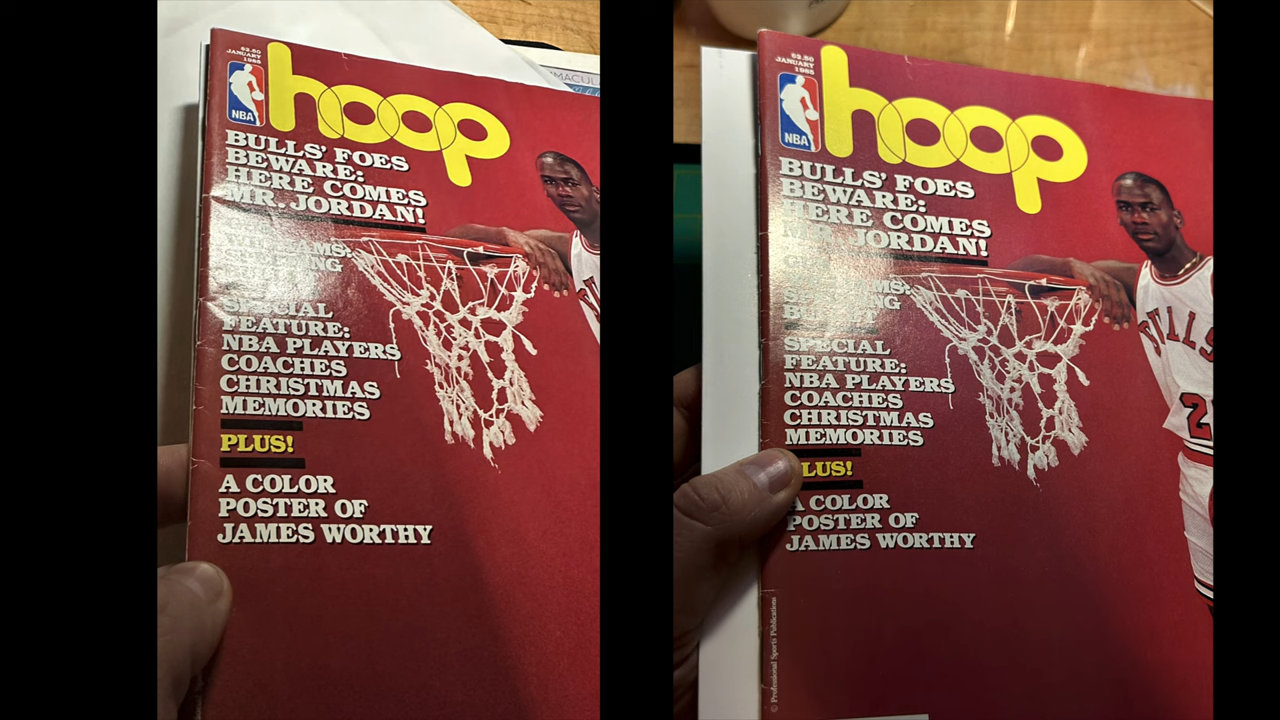 $2.50
JANUARY
1985
hoop
NBA
BULLS' FOES
BEWARE:
HERE COMES
MR. JORDAN!
SPECIAL
FEATURE:
NBA PLAYERS
COACHES
CHRISTMAS
MEMORIES
PLUS!
A COLOR
POSTER OF
JAMES WORTHY
$2.50
JANUARY
1985
hoop
NBA
BULLS' FOES
BEWARE:
HERE COMES
MR. JORDAN!
SPECIAL
FEATURE:
NBA PLAYERS
COACHES
CHRISTMAS
MEMORIES
LUS!
A COLOR
POSTER OF
JAMES WORTHY
BULLS
2
© Professional Sports Publications